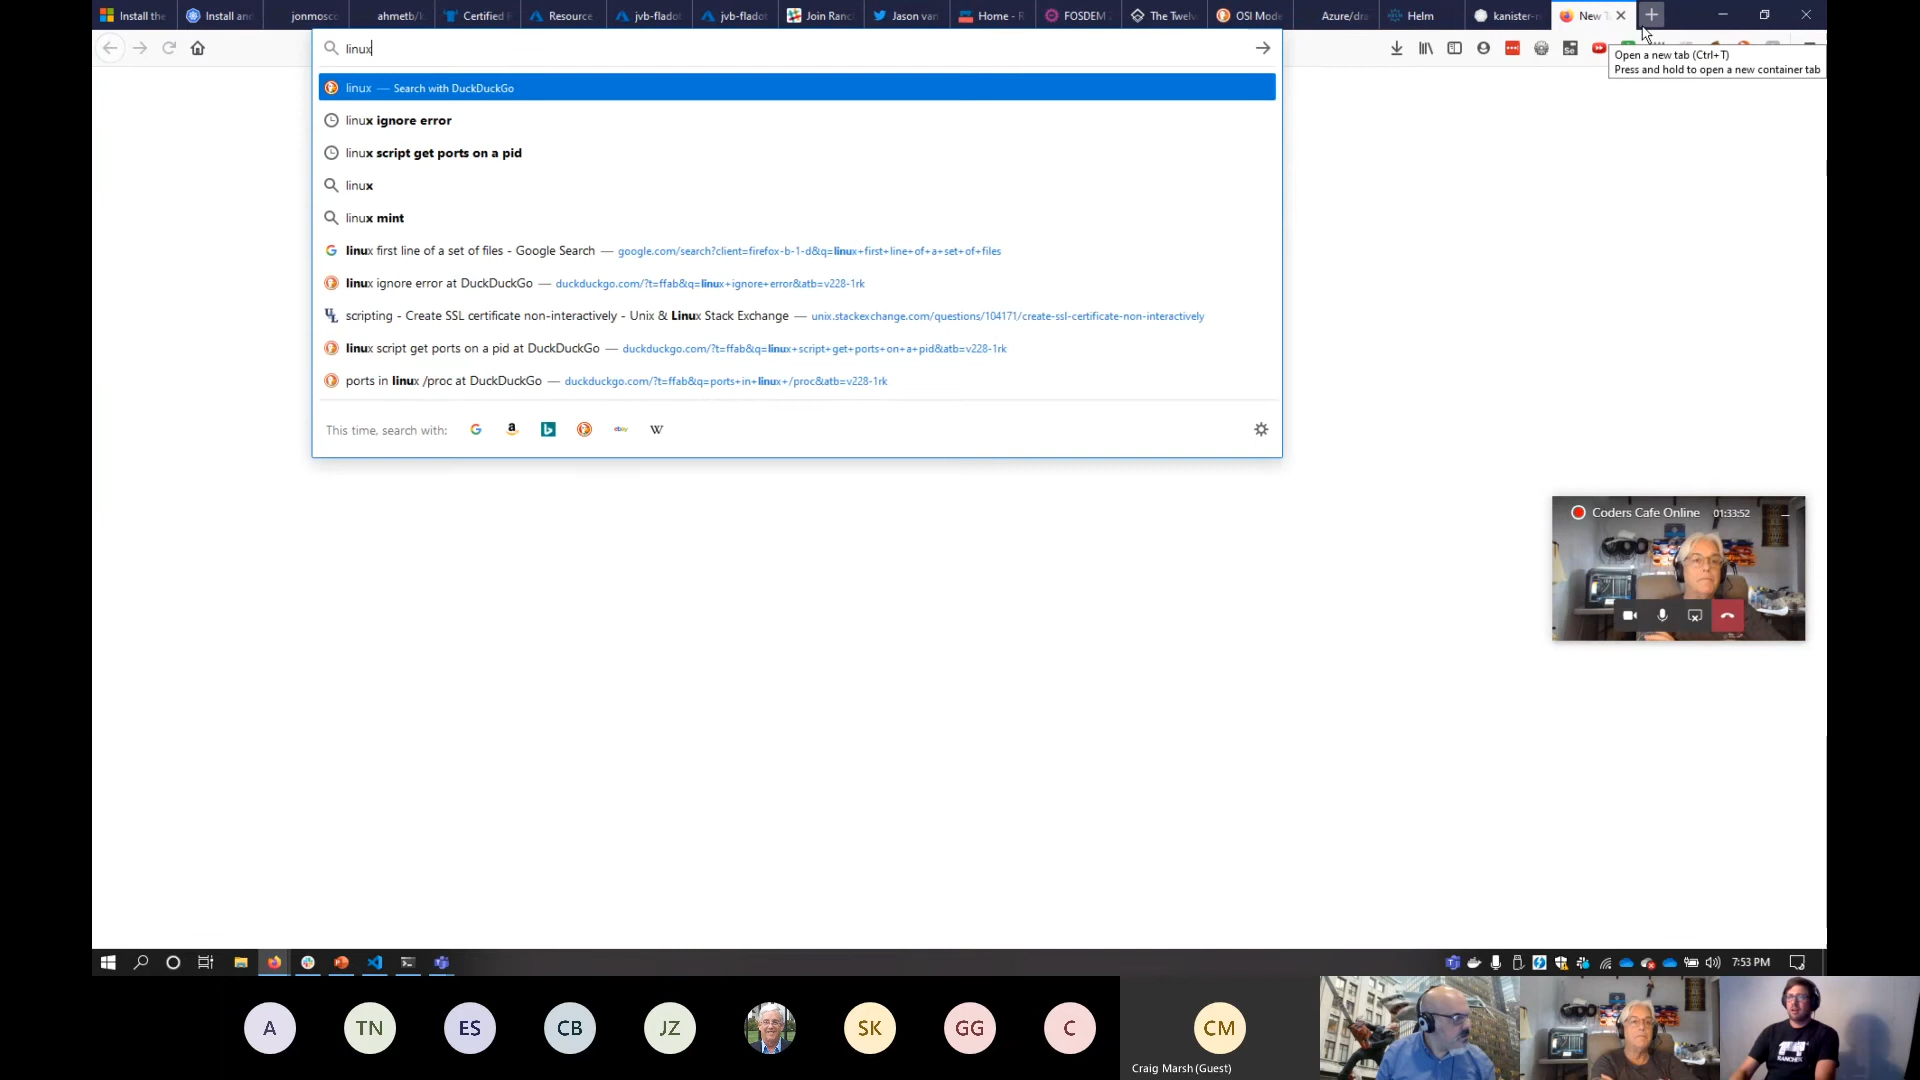 Install the
Install and
jonmosco
ahmetb/k
Certified
Resource
jvb-fladot
jvb-fladot
Join Ranc
Jason van
Home - R
FOSDEM
The Twelv
OSI Mode
Azure/dra
Helm
kanister-
New T
linux
Open a new tab (Ctrl+T)
Press and hold to open a new container tab
linux — Search with DuckDuckGo
linux ignore error
linux script get ports on a pid
linux
linux mint
linux first line of a set of files - Google Search — google.com/search?client=firefox-b-1-d&q=linux+first+line+of+a+set+of+files
linux ignore error at DuckDuckGo — duckduckgo.com/?t=ffab&q=linux+ignore+error&atb=v228-1rk
scripting - Create SSL certificate non-interactively - Unix & Linux Stack Exchange — unix.stackexchange.com/questions/104171/create-ssl-certificate-non-interactively
linux script get ports on a pid at DuckDuckGo — duckduckgo.com/?t=ffab&q=linux+script+get+ports+on+a+pid&atb=v228-1rk
ports in linux /proc at DuckDuckGo — duckduckgo.com/?t=ffab&q=ports+in+linux+/proc&atb=v228-1rk
This time, search with:
Coders Cafe Online 01:33:52
7:53 PM
A
TN
ES
CB
JZ
SK
GG
C
CM
Craig Marsh (Guest)
RANCHER